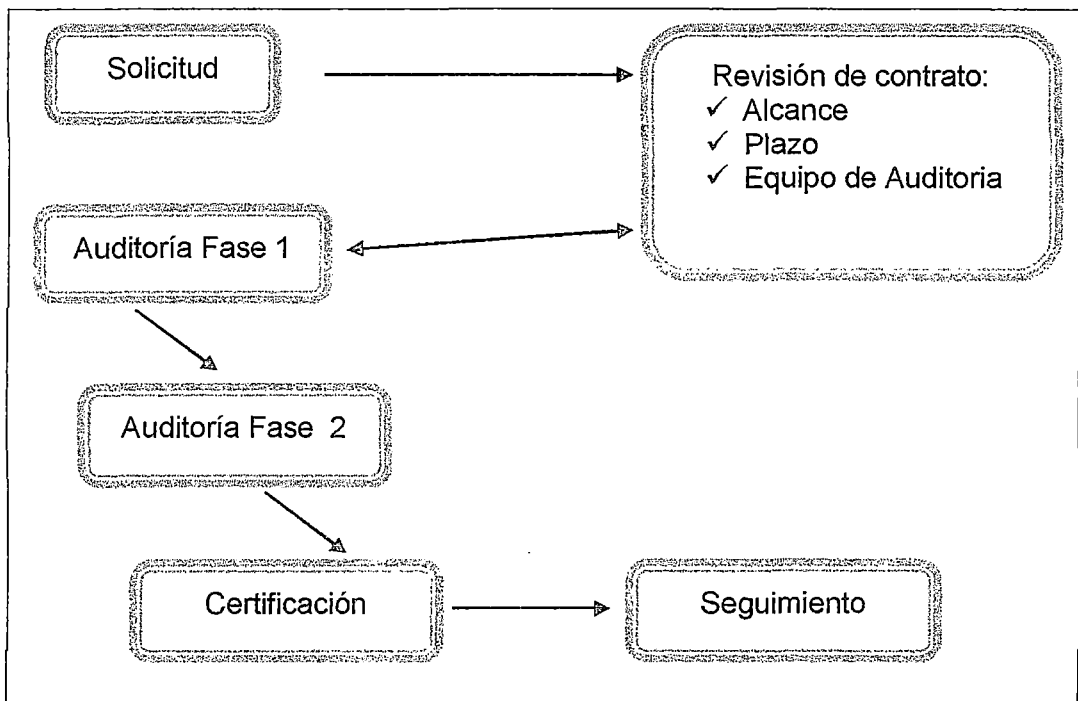 Solicitud
Revisión de contrato:
✓ Alcance
✓ Plazo
✓ Equipo de Auditoria
Auditoría Fase 1
Auditoría Fase 2
Certificación
Seguimiento